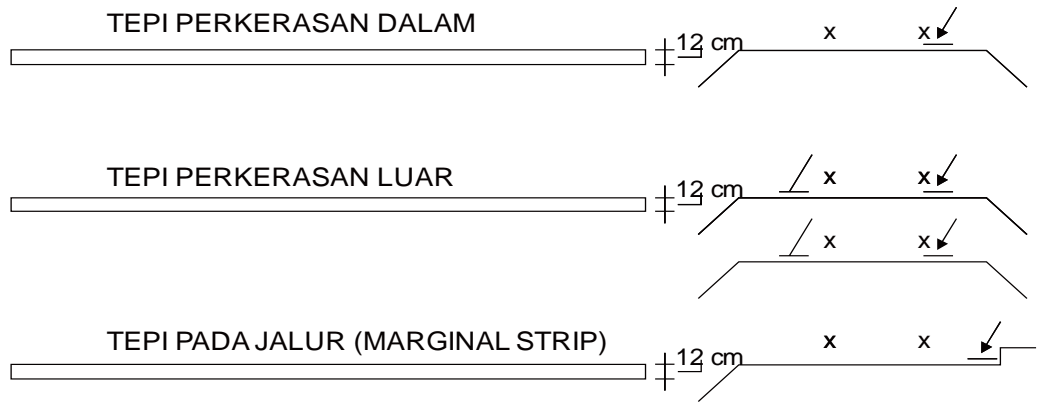 TEPI PERKERASAN DALAM
12 cm x x
TEPI PERKERASAN LUAR
12 cm x x
x x
TEPI PADA JALUR (MARGINAL STRIP)
12 cm x x